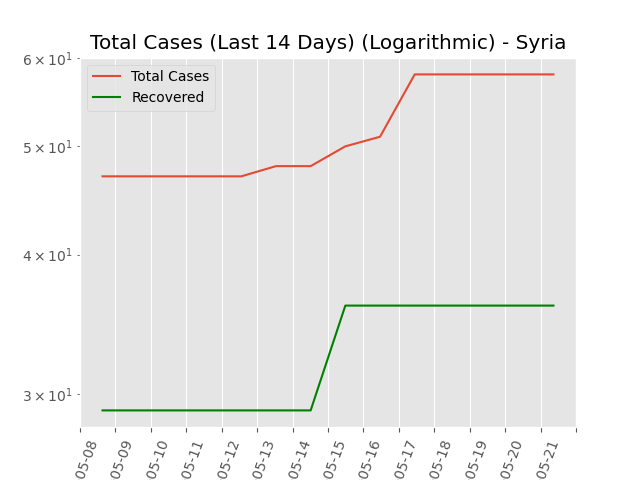 Total Cases (Last 14 Days) (Logarithmic) - Syria
6 × 10¹
5 × 10¹
4 × 10¹
3 × 10¹
Total Cases
Recovered
05-08
05-09
05-10
05-11
05-12
05-13
05-14
05-15
05-16
05-17
05-18
05-19
05-20
05-21